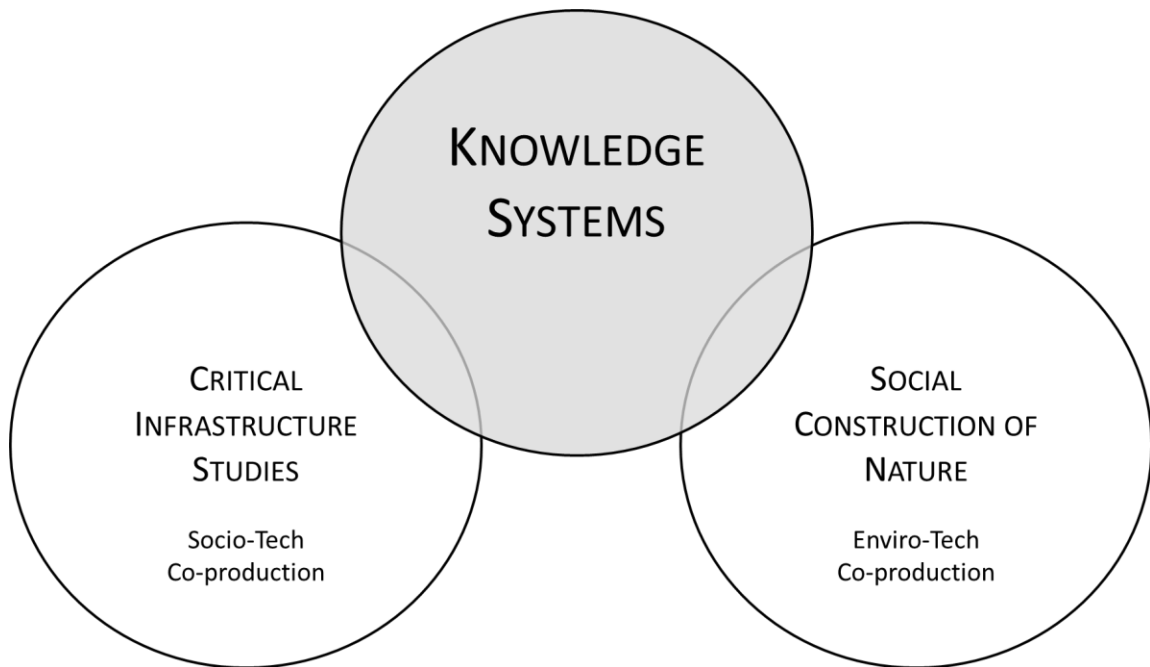 KNOWLEDGE
SYSTEMS
CRITICAL
INFRASTRUCTURE
STUDIES
Socio-Tech
Co-production
SOCIAL
CONSTRUCTION OF
NATURE
Enviro-Tech
Co-production